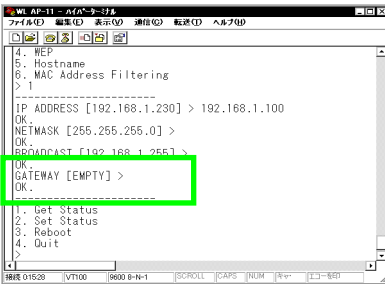 WL AP-11 - ﾊｲﾊﾟｰﾀｰﾐﾅﾙ
ファイル(F) 編集(E) 表示(V) 通信(C) 転送(T) ヘルプ(H)
4. WEP
5. Hostname
6. MAC Address Filtering
> 1
----------------------
IP ADDRESS [192.168.1.230] > 192.168.1.100
OK.
NETMASK [255.255.255.0] >
OK.
BROADCAST [192.168.1.255] >
OK.
GATEWAY [EMPTY] >
OK.
----------------------
1. Get Status
2. Set Status
3. Reboot
4. Quit
>
接続 0:15:28 VT100 9600 8-N-1 SCROLL CAPS NUM ｷｬﾌﾟ ｴｺｰを印